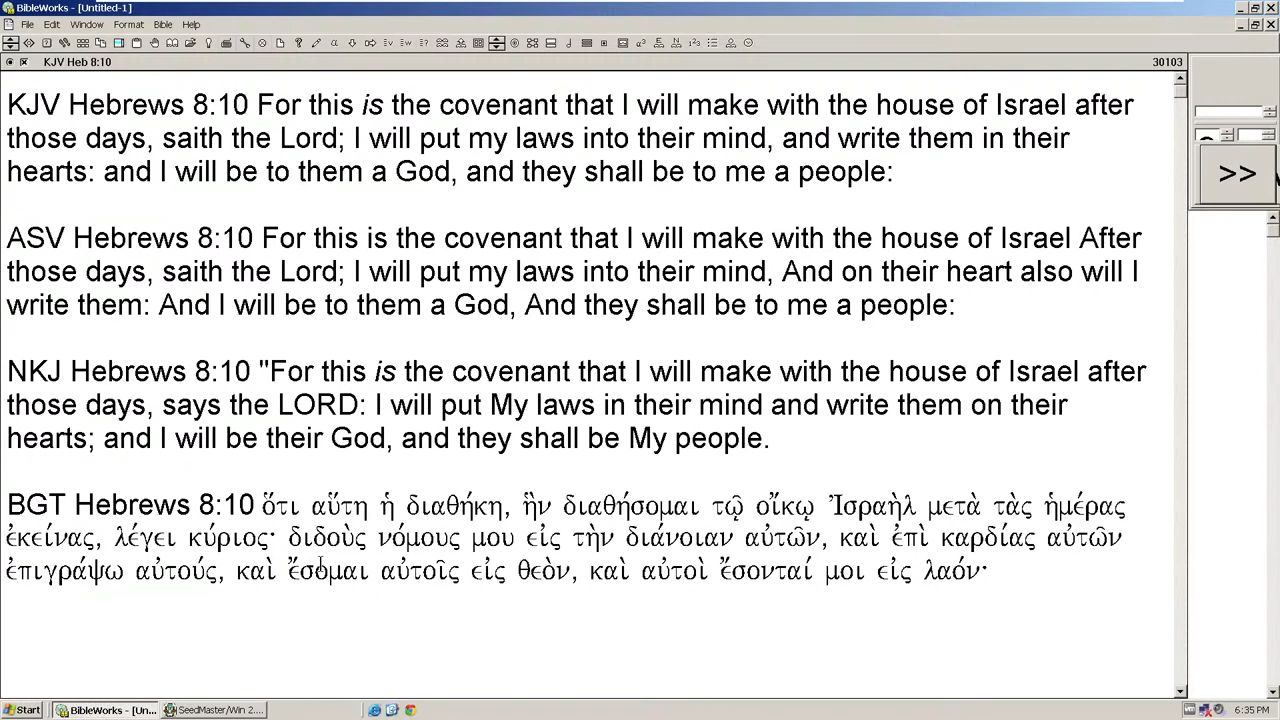 BibleWorks - [Untitled-1]
File Edit Window Format Bible Help
KJV Heb 8:10 30103
KJV Hebrews 8:10 For this is the covenant that I will make with the house of Israel after
those days, saith the Lord; I will put my laws into their mind, and write them in their
hearts: and I will be to them a God, and they shall be to me a people:
>>
ASV Hebrews 8:10 For this is the covenant that I will make with the house of Israel After
those days, saith the Lord; I will put my laws into their mind, And on their heart also will I
write them: And I will be to them a God, And they shall be to me a people:
NKJ Hebrews 8:10 "For this is the covenant that I will make with the house of Israel after
those days, says the LORD: I will put My laws in their mind and write them on their
hearts; and I will be their God, and they shall be My people.
BGT Hebrews 8:10 ὅτι αὕτη ἡ διαθήκη, ἣν διαθήσομαι τῷ οἴκῳ Ἰσραὴλ μετὰ τὰς ἡμέρας
ἐκείνας, λέγει κύριος· διδοὺς νόμους μου εἰς τὴν διάνοιαν αὐτῶν, καὶ ἐπὶ καρδίας αὐτῶν
ἐπιγράψω αὐτούς, καὶ ἔσομαι αὐτοῖς εἰς θεὸν, καὶ αὐτοὶ ἔσονταί μοι εἰς λαόν·
Start BibleWorks - [Un... SeedMaster/Win 2.... 6:35 PM